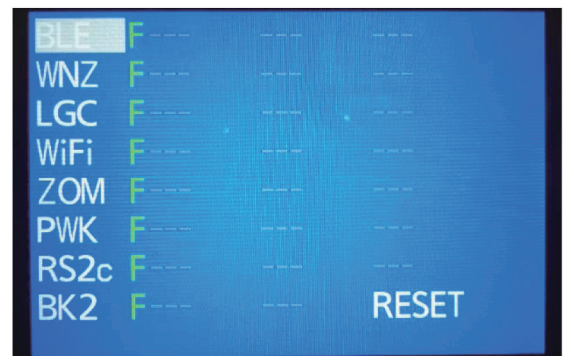 BLE F--- --- ---
WNZ F--- --- ---
LGC F--- --- ---
WiFi F--- --- ---
ZOM F--- --- ---
PWK F--- --- ---
RS2c F--- --- ---
BK2 F--- --- RESET